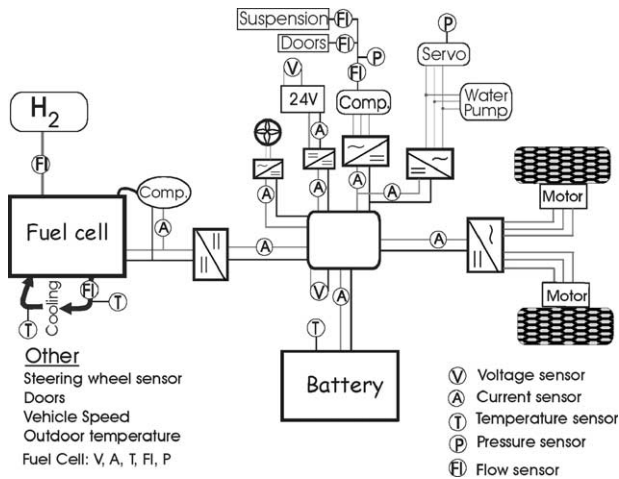 Suspension FI
Doors FI
P
FI
V
24V
Comp.
P
Servo
Water
Pump
H2
FI
A
A
A
A
A
Comp.
A
Fuel cell
A
A
Motor
Motor
FI
T
T
Cooling
V
A
T
Battery
Other
Steering wheel sensor
Doors
Vehicle Speed
Outdoor temperature
Fuel Cell: V, A, T, FI, P
V Voltage sensor
A Current sensor
T Temperature sensor
P Pressure sensor
FI Flow sensor